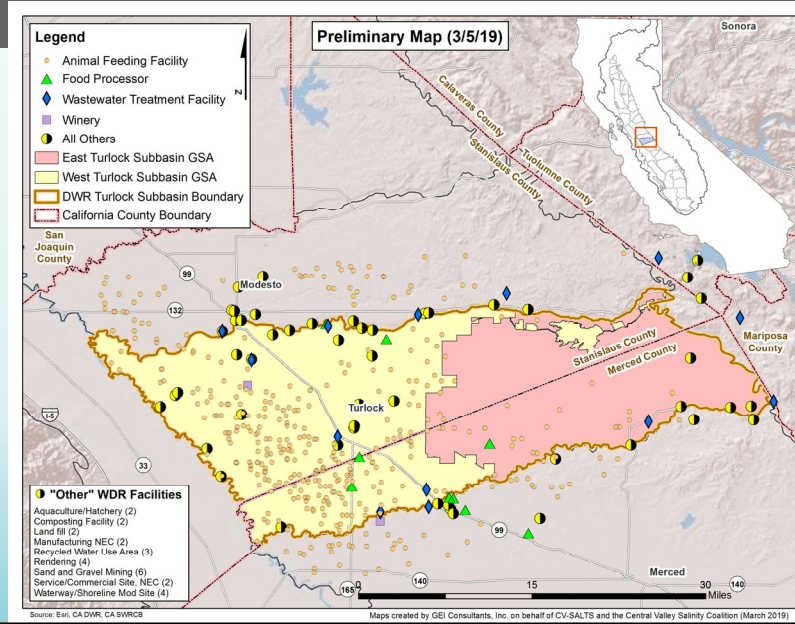 Preliminary Map (3/5/19)
Legend
Animal Feeding Facility
Food Processor
Wastewater Treatment Facility
Winery
All Others
East Turlock Subbasin GSA
West Turlock Subbasin GSA
DWR Turlock Subbasin Boundary
California County Boundary
N
Sonora
Calaveras County
Stanislaus County
Tuolumne County
Stanislaus County
San
Joaquin
County
99
Modesto
132
Mariposa
County
Stanislaus County
Merced County
Turlock
I-5
33
99
Merced
165
140
140
0
15
30
Miles
"Other" WDR Facilities
Aquaculture/Hatchery (2)
Composting Facility (2)
Land fill (2)
Manufacturing NEC (2)
Recycled Water Use Area (3)
Rendering (4)
Sand and Gravel Mining (6)
Service/Commercial Site, NEC (2)
Waterway/Shoreline Mod Site (4)
Source: Esri, CA DWR, CA SWRCB
Maps created by GEI Consultants, Inc. on behalf of CV-SALTS and the Central Valley Salinity Coalition (March 2019)